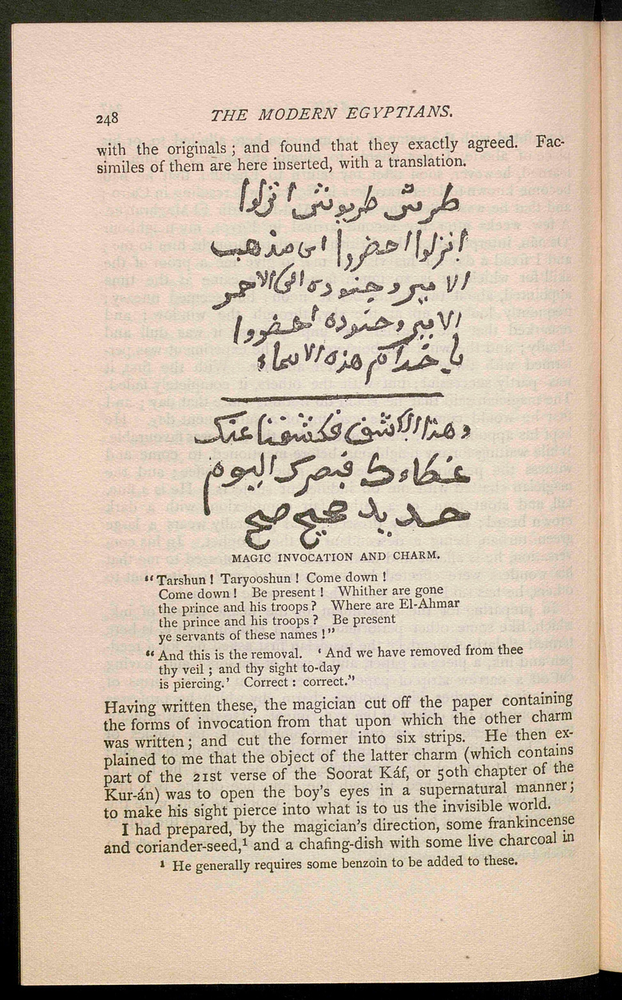 248 THE MODERN EGYPTIANS.
with the originals ; and found that they exactly agreed. Fac-
similes of them are here inserted, with a translation.
طرش طريوش انزلوا
انزلوا احضروا الى مذهب
الامير وجنوده الى الاحمر
الامير وجنوده احضروا
يا خدام هذه الاسماء
وهذا الكاشف فكشفنا عنك
غطاءك فبصرك اليوم
حديد صحيح صحيح
MAGIC INVOCATION AND CHARM.
“ Tarshun ! Taryooshun ! Come down !
Come down ! Be present ! Whither are gone
the prince and his troops ? Where are El-Ahmar
the prince and his troops ? Be present
ye servants of these names !”
“ And this is the removal. ‘ And we have removed from thee
thy veil ; and thy sight to-day
is piercing.’ Correct : correct.”
Having written these, the magician cut off the paper containing
the forms of invocation from that upon which the other charm
was written ; and cut the former into six strips. He then ex-
plained to me that the object of the latter charm (which contains
part of the 21st verse of the Soorat Káf, or 50th chapter of the
Kur-án) was to open the boy’s eyes in a supernatural manner ;
to make his sight pierce into what is to us the invisible world.
I had prepared, by the magician’s direction, some frankincense
and coriander-seed,¹ and a chafing-dish with some live charcoal in
¹ He generally requires some benzoin to be added to these.